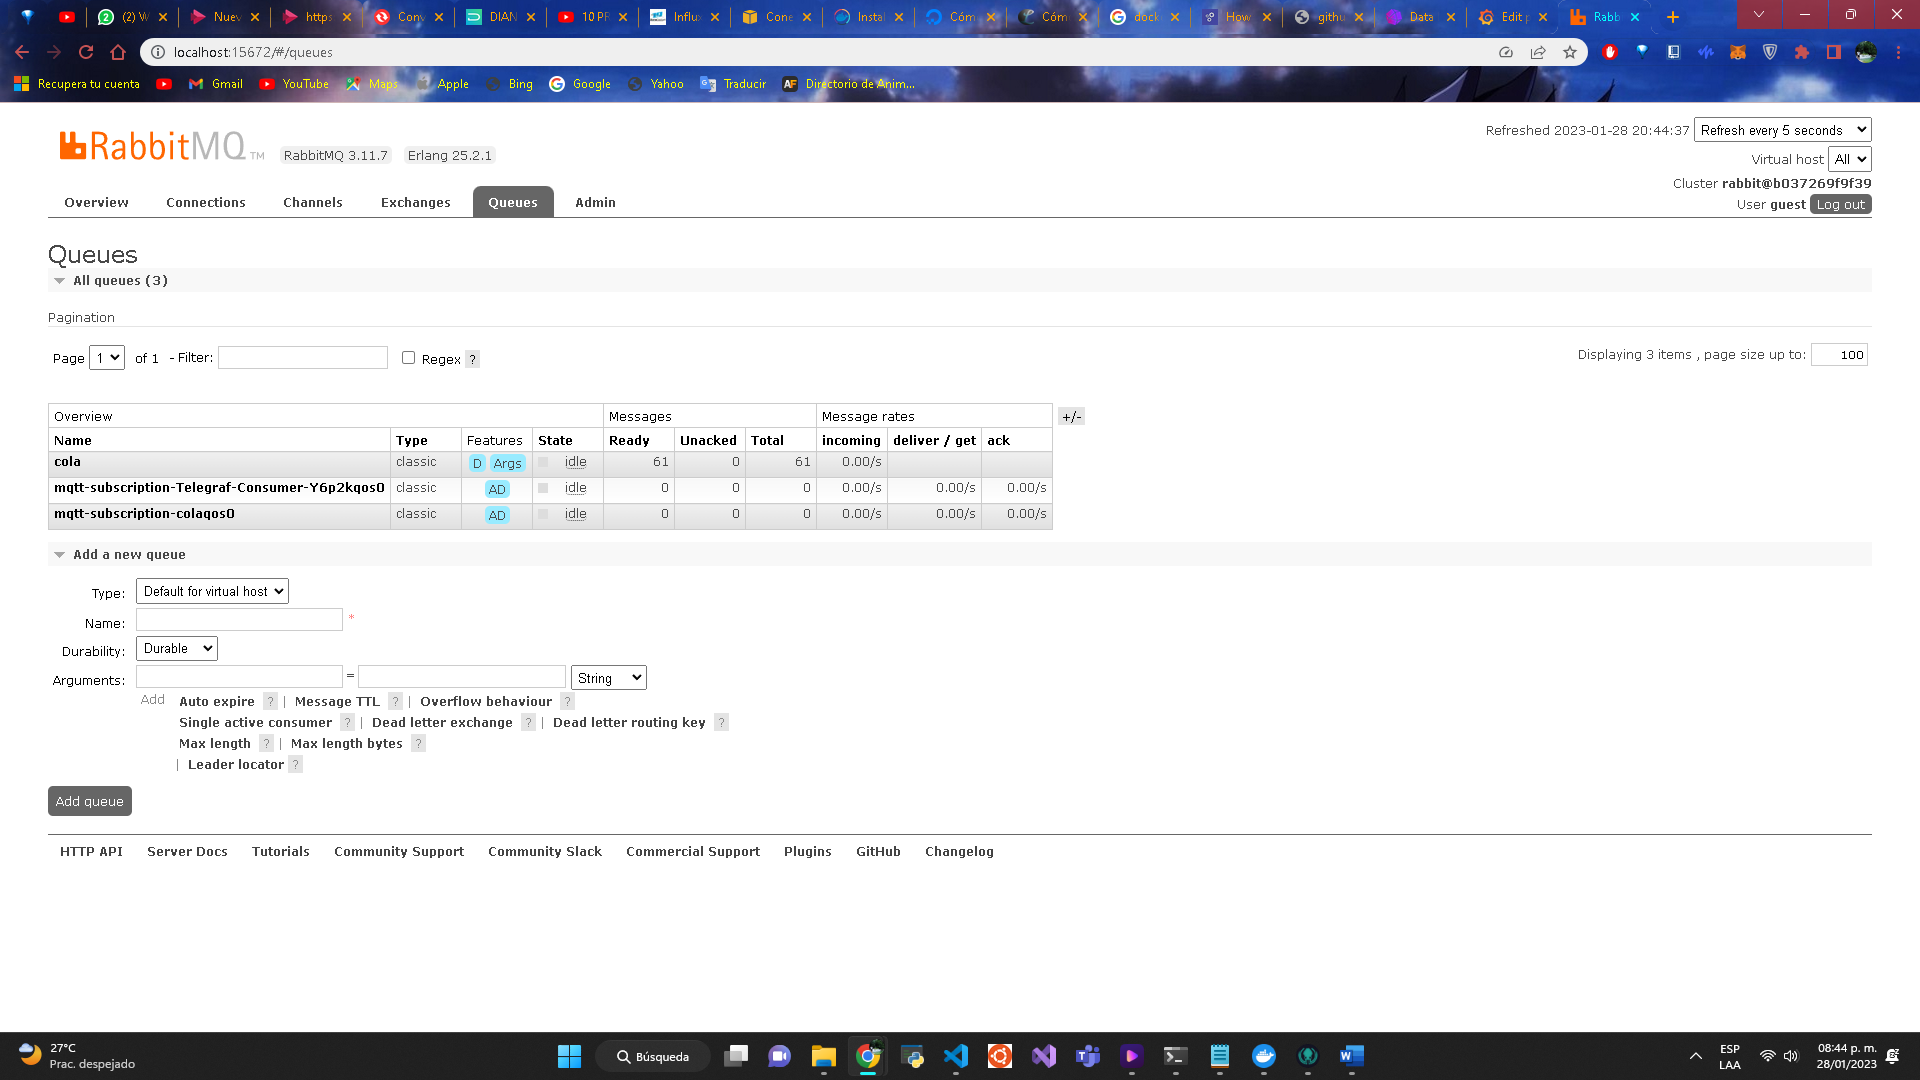 (2) W
Nuev
https
Conv
DIAN
10 PR
Influx
Cone
Instal
Cóm
Cóm
dock
How
githu
Data
Edit p
Rabb
localhost:15672/#/queues
Recupera tu cuenta
Gmail
YouTube
Maps
Apple
Bing
Google
Yahoo
Traducir
AF
Directorio de Anim...
RabbitMQ TM
RabbitMQ 3.11.7
Erlang 25.2.1
Refreshed 2023-01-28 20:44:37 Refresh every 5 seconds
Virtual host All
Cluster rabbit@b037269f9f39
User guest Log out
Overview Connections Channels Exchanges Queues Admin
Queues
All queues (3)
Pagination
Page 1 of 1 - Filter: Regex ?
Displaying 3 items , page size up to: 100
Overview Messages Message rates +/-
Name Type Features State Ready Unacked Total incoming deliver / get ack
cola classic D Args idle 61 0 61 0.00/s
mqtt-subscription-Telegraf-Consumer-Y6p2kqos0 classic AD idle 0 0 0 0.00/s 0.00/s 0.00/s
mqtt-subscription-colaqos0 classic AD idle 0 0 0 0.00/s 0.00/s 0.00/s
Add a new queue
Type: Default for virtual host
Name: *
Durability: Durable
Arguments: = String
Add Auto expire ? | Message TTL ? | Overflow behaviour ?
Single active consumer ? | Dead letter exchange ? | Dead letter routing key ?
Max length ? | Max length bytes ?
| Leader locator ?
Add queue
HTTP API Server Docs Tutorials Community Support Community Slack Commercial Support Plugins GitHub Changelog
27°C
Prac. despejado
Búsqueda
ESP
LAA
08:44 p. m.
28/01/2023